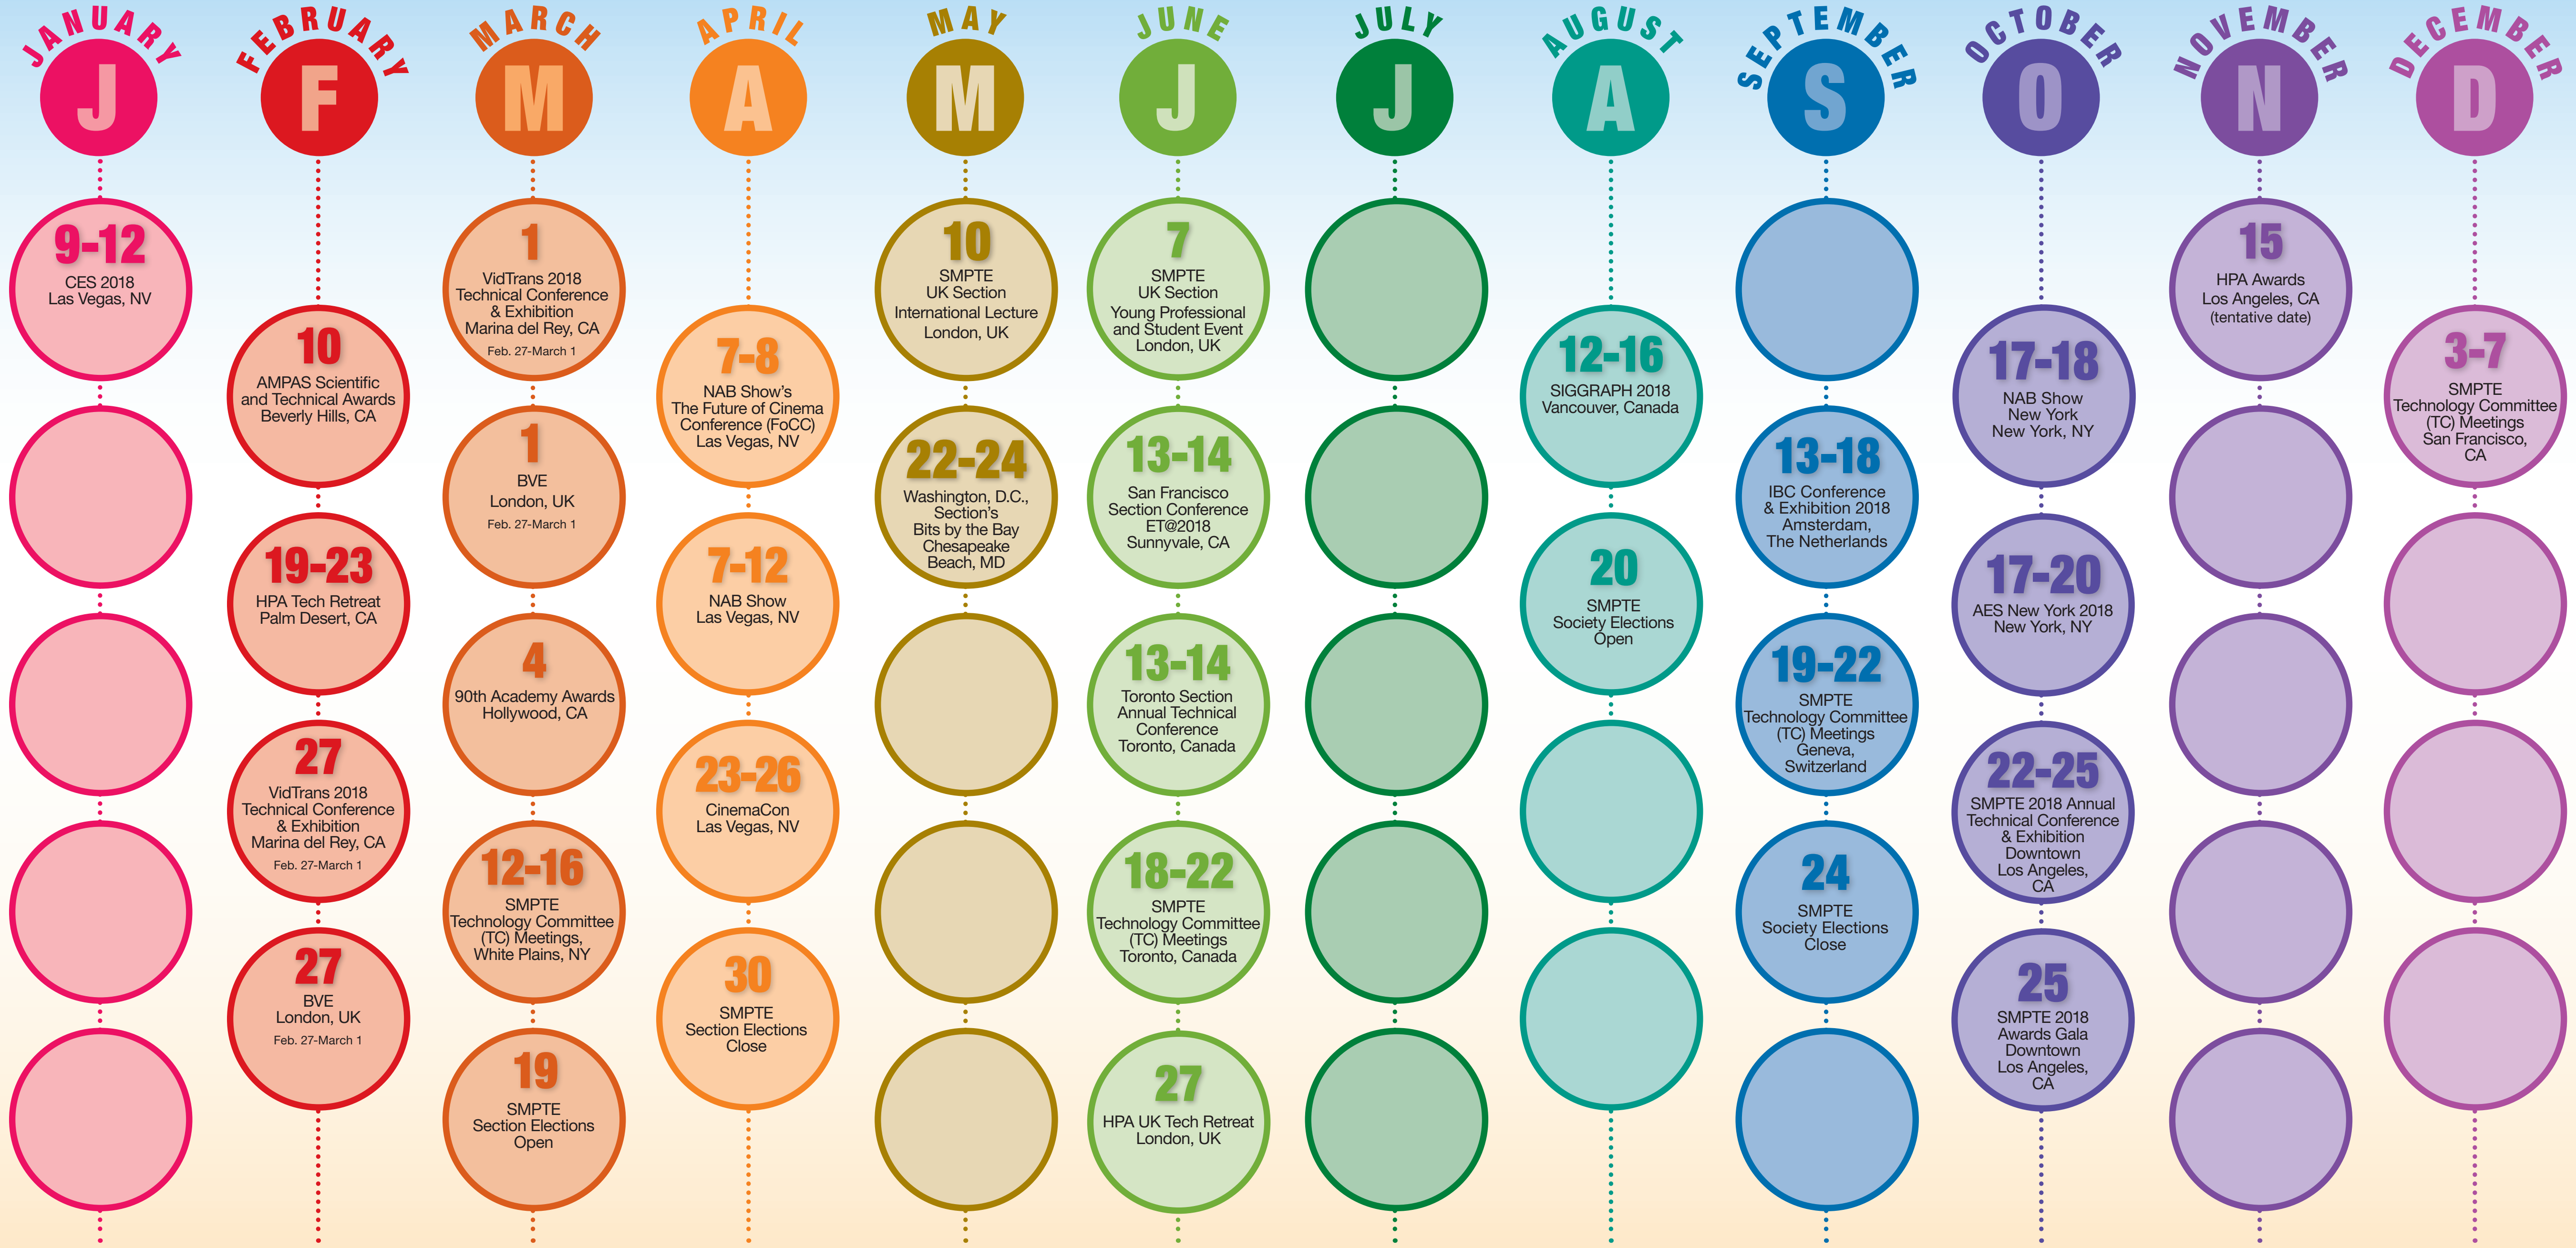 JANUARY
J
9-12
CES 2018
Las Vegas, NV
FEBRUARY
F
10
AMPAS Scientific
and Technical Awards
Beverly Hills, CA
19-23
HPA Tech Retreat
Palm Desert, CA
27
VidTrans 2018
Technical Conference
& Exhibition
Marina del Rey, CA
Feb. 27-March 1
27
BVE
London, UK
Feb. 27-March 1
MARCH
M
1
VidTrans 2018
Technical Conference
& Exhibition
Marina del Rey, CA
Feb. 27-March 1
1
BVE
London, UK
Feb. 27-March 1
4
90th Academy Awards
Hollywood, CA
12-16
SMPTE
Technology Committee
(TC) Meetings,
White Plains, NY
19
SMPTE
Section Elections
Open
APRIL
A
7-8
NAB Show's
The Future of Cinema
Conference (FoCC)
Las Vegas, NV
7-12
NAB Show
Las Vegas, NV
23-26
CinemaCon
Las Vegas, NV
30
SMPTE
Section Elections
Close
MAY
M
10
SMPTE
UK Section
International Lecture
London, UK
22-24
Washington, D.C.,
Section's
Bits by the Bay
Chesapeake
Beach, MD
JUNE
J
7
SMPTE
UK Section
Young Professional
and Student Event
London, UK
13-14
San Francisco
Section Conference
ET@2018
Sunnyvale, CA
13-14
Toronto Section
Annual Technical
Conference
Toronto, Canada
18-22
SMPTE
Technology Committee
(TC) Meetings
Toronto, Canada
27
HPA UK Tech Retreat
London, UK
JULY
J
AUGUST
A
12-16
SIGGRAPH 2018
Vancouver, Canada
20
SMPTE
Society Elections
Open
SEPTEMBER
S
13-18
IBC Conference
& Exhibition 2018
Amsterdam,
The Netherlands
19-22
SMPTE
Technology Committee
(TC) Meetings
Geneva,
Switzerland
24
SMPTE
Society Elections
Close
OCTOBER
O
17-18
NAB Show
New York
New York, NY
17-20
AES New York 2018
New York, NY
22-25
SMPTE 2018 Annual
Technical Conference
& Exhibition
Downtown
Los Angeles,
CA
25
SMPTE 2018
Awards Gala
Downtown
Los Angeles,
CA
NOVEMBER
N
15
HPA Awards
Los Angeles, CA
(tentative date)
DECEMBER
D
3-7
SMPTE
Technology Committee
(TC) Meetings
San Francisco,
CA